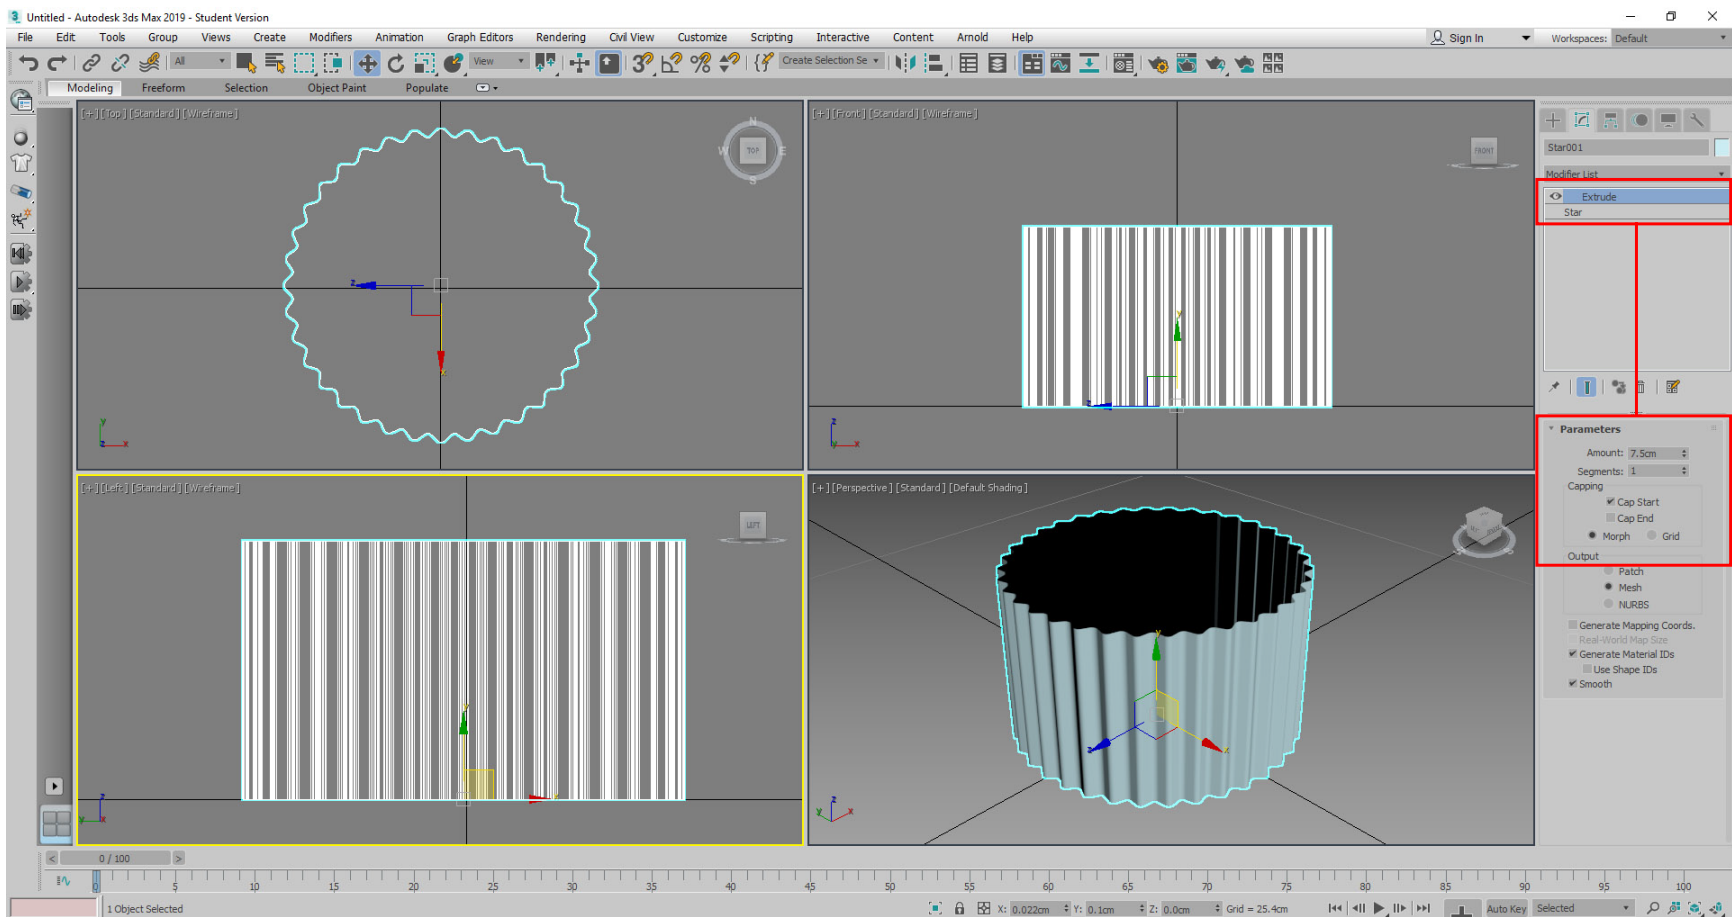 3 Untitled - Autodesk 3ds Max 2019 - Student Version
File Edit Tools Group Views Create Modifiers Animation Graph Editors Rendering Civil View Customize Scripting Interactive Content Arnold Help Sign In Workspaces: Default
All View Create Selection Se
Modeling Freeform Selection Object Paint Populate
[+][Top][Standard][Wireframe]
N
W TOP E
S
z
x
y
z x
[+][Front][Standard][Wireframe]
FRONT
y
z
z
y x
[+][Left][Standard][Wireframe]
LEFT
y
x
z
y x
[+][Perspective][Standard][Default Shading]
y
z x
z
y x
Star001
Modifier List
Extrude
Star
Parameters
Amount: 7.5cm
Segments: 1
Capping
Cap Start
Cap End
Morph Grid
Output
Patch
Mesh
NURBS
Generate Mapping Coords.
Real-World Map Size
Generate Material IDs
Use Shape IDs
Smooth
< 0 / 100 >
0 5 10 15 20 25 30 35 40 45 50 55 60 65 70 75 80 85 90 95 100
1 Object Selected X: 0.022cm Y: 0.1cm Z: 0.0cm Grid = 25.4cm Auto Key Selected